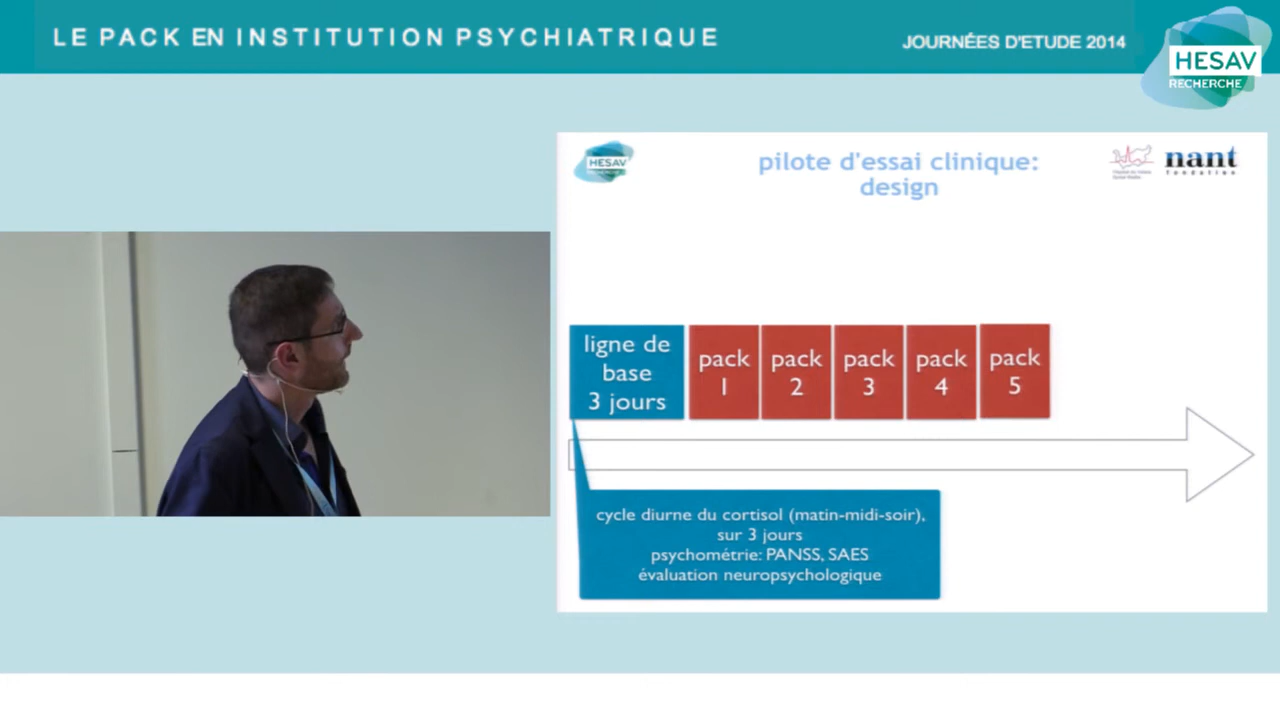 LE PACK EN INSTITUTION PSYCHIATRIQUE
JOURNÉES D'ETUDE 2014
HESAV
RECHERCHE
HESAV
pilote d'essai clinique:
design
nant
fondation
ligne de
base
3 jours
pack
1
pack
2
pack
3
pack
4
pack
5
cycle diurne du cortisol (matin-midi-soir),
sur 3 jours
psychométrie: PANSS, SAES
évaluation neuropsychologique